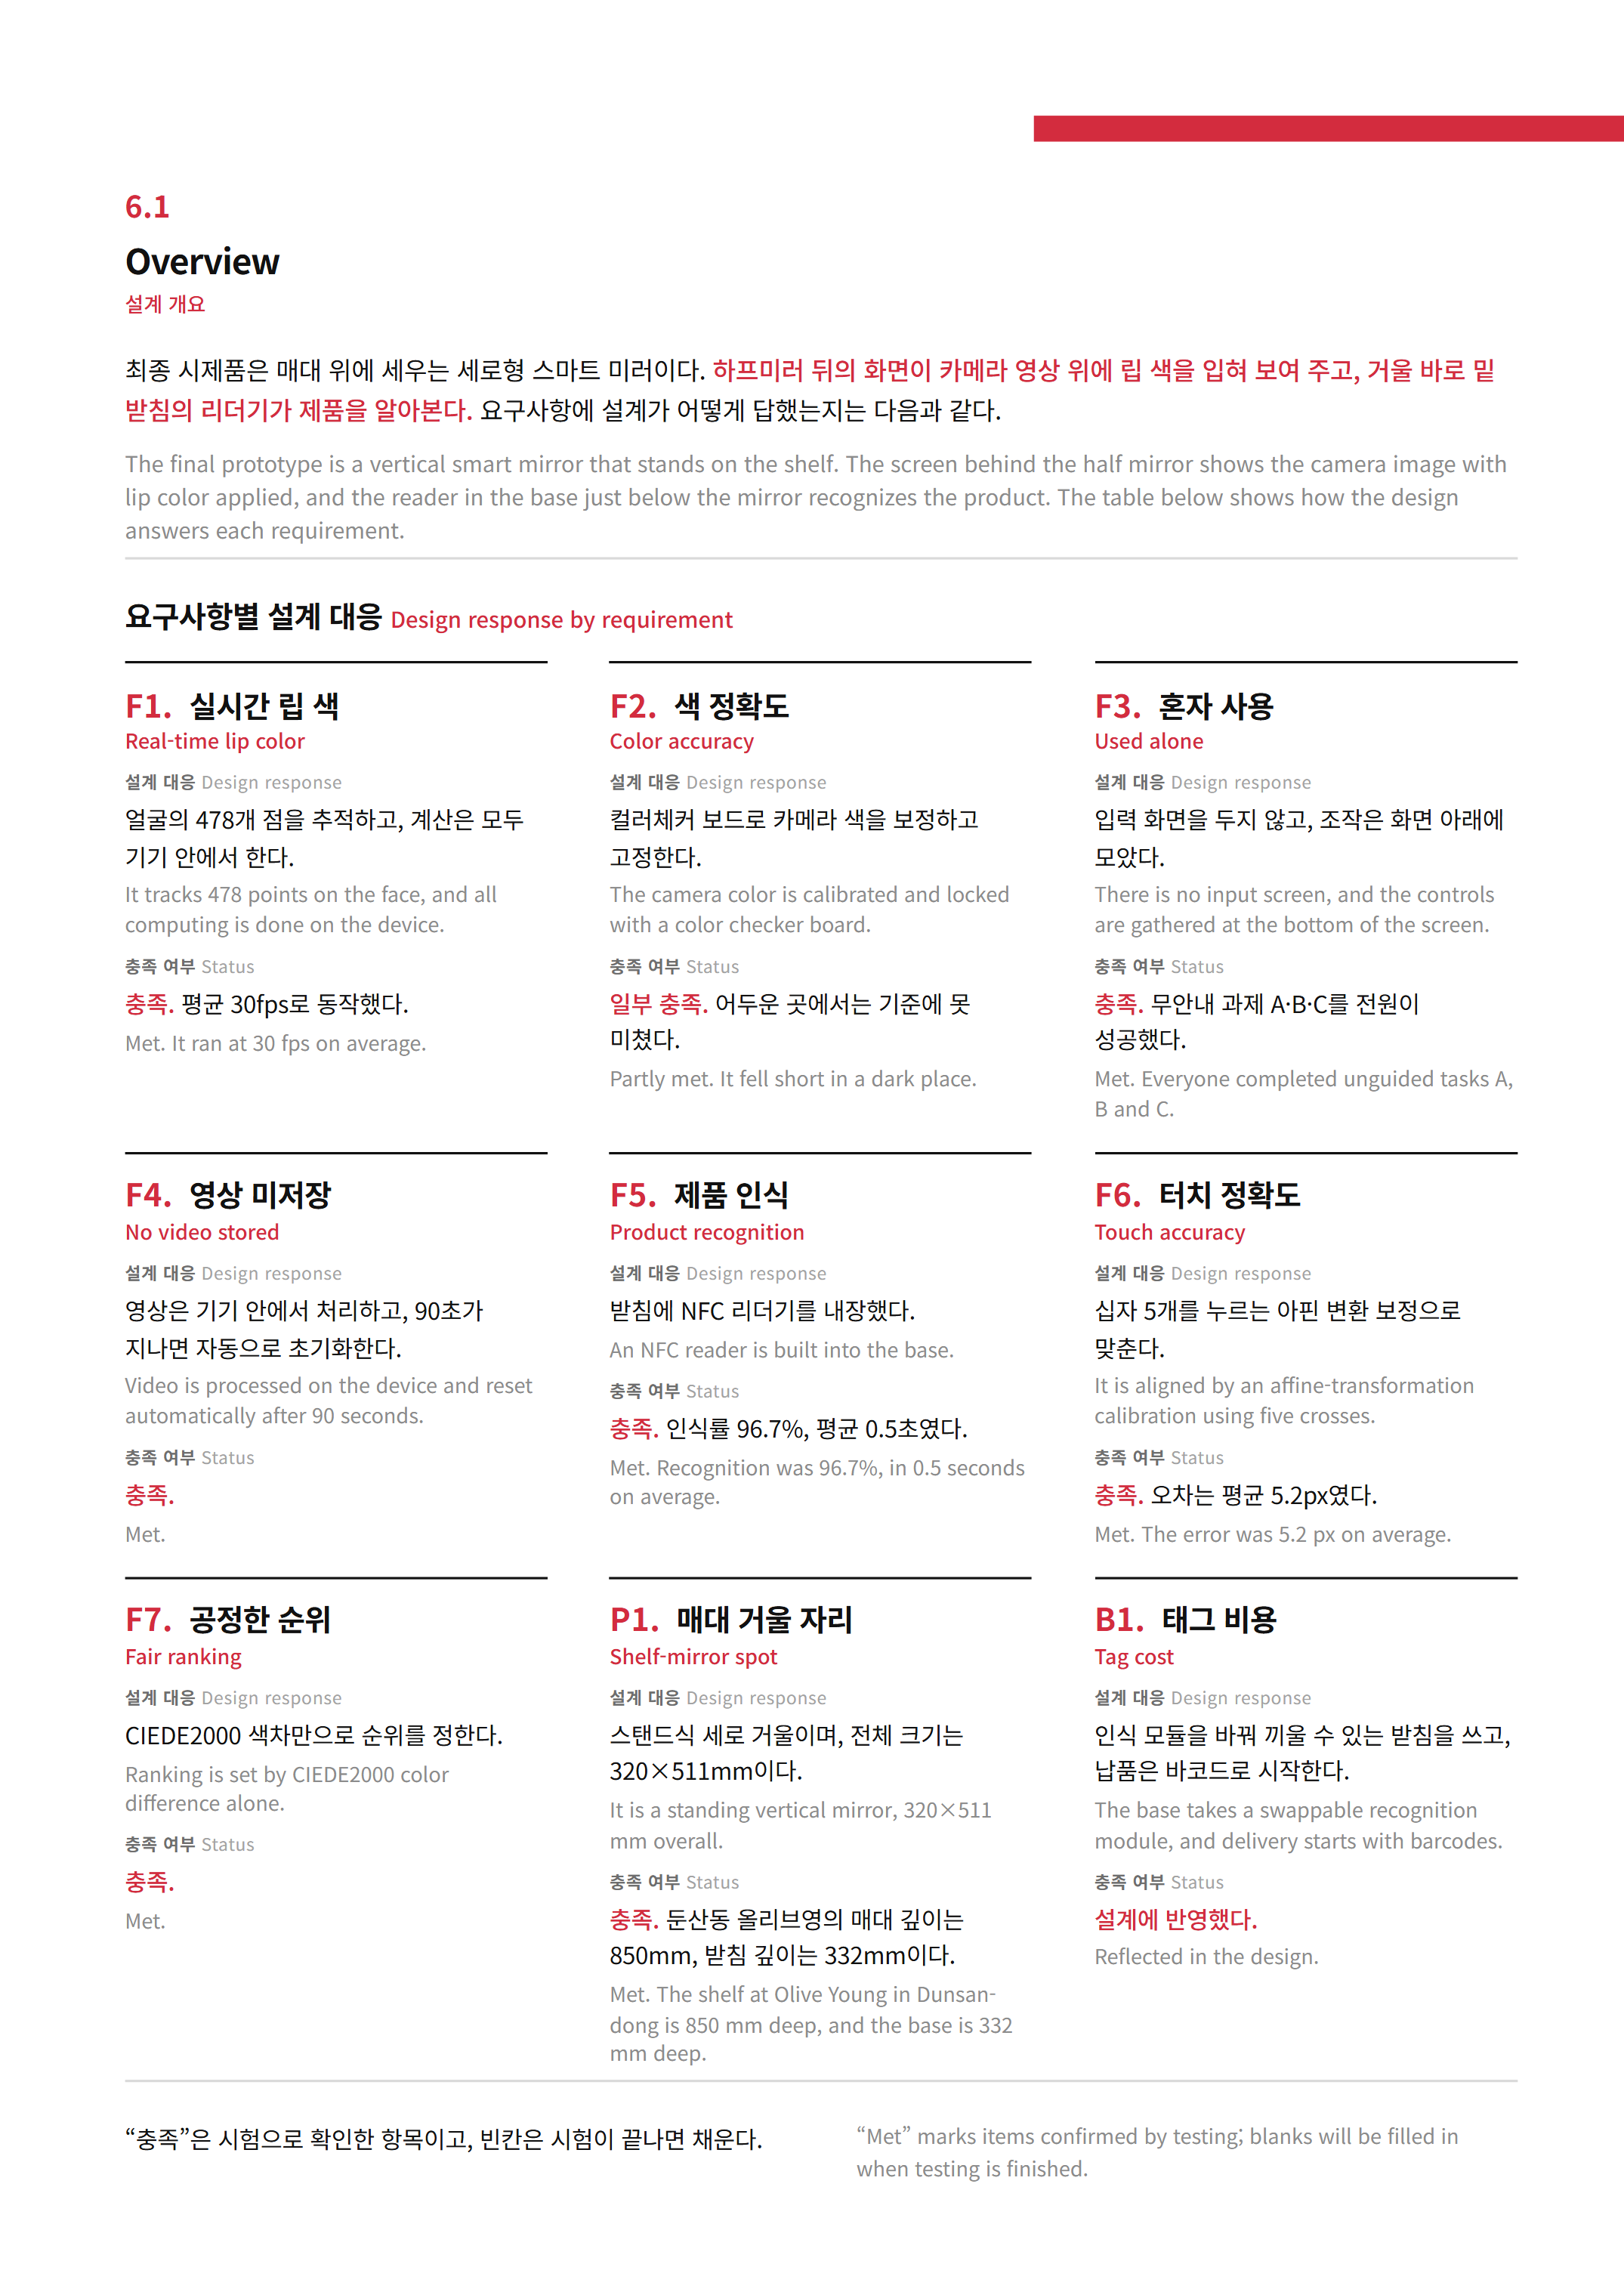 6.1
Overview
설계 개요
최종 시제품은 매대 위에 세우는 세로형 스마트 미러이다. 하프미러 뒤의 화면이 카메라 영상 위에 립 색을 입혀 보여 주고, 거울 바로 밑
받침의 리더기가 제품을 알아본다. 요구사항에 설계가 어떻게 답했는지는 다음과 같다.
The final prototype is a vertical smart mirror that stands on the shelf. The screen behind the half mirror shows the camera image with
lip color applied, and the reader in the base just below the mirror recognizes the product. The table below shows how the design
answers each requirement.
요구사항별 설계 대응 Design response by requirement
F1. 실시간 립 색
Real-time lip color
설계 대응 Design response
얼굴의 478개 점을 추적하고, 계산은 모두
기기 안에서 한다.
It tracks 478 points on the face, and all
computing is done on the device.
충족 여부 Status
충족. 평균 30fps로 동작했다.
Met. It ran at 30 fps on average.
F2. 색 정확도
Color accuracy
설계 대응 Design response
컬러체커 보드로 카메라 색을 보정하고
고정한다.
The camera color is calibrated and locked
with a color checker board.
충족 여부 Status
일부 충족. 어두운 곳에서는 기준에 못
미쳤다.
Partly met. It fell short in a dark place.
F3. 혼자 사용
Used alone
설계 대응 Design response
입력 화면을 두지 않고, 조작은 화면 아래에
모았다.
There is no input screen, and the controls
are gathered at the bottom of the screen.
충족 여부 Status
충족. 무안내 과제 A·B·C를 전원이
성공했다.
Met. Everyone completed unguided tasks A,
B and C.
F4. 영상 미저장
No video stored
설계 대응 Design response
영상은 기기 안에서 처리하고, 90초가
지나면 자동으로 초기화한다.
Video is processed on the device and reset
automatically after 90 seconds.
충족 여부 Status
충족.
Met.
F5. 제품 인식
Product recognition
설계 대응 Design response
받침에 NFC 리더기를 내장했다.
An NFC reader is built into the base.
충족 여부 Status
충족. 인식률 96.7%, 평균 0.5초였다.
Met. Recognition was 96.7%, in 0.5 seconds
on average.
F6. 터치 정확도
Touch accuracy
설계 대응 Design response
십자 5개를 누르는 아핀 변환 보정으로
맞춘다.
It is aligned by an affine-transformation
calibration using five crosses.
충족 여부 Status
충족. 오차는 평균 5.2px였다.
Met. The error was 5.2 px on average.
F7. 공정한 순위
Fair ranking
설계 대응 Design response
CIEDE2000 색차만으로 순위를 정한다.
Ranking is set by CIEDE2000 color
difference alone.
충족 여부 Status
충족.
Met.
P1. 매대 거울 자리
Shelf-mirror spot
설계 대응 Design response
스탠드식 세로 거울이며, 전체 크기는
320×511mm이다.
It is a standing vertical mirror, 320×511
mm overall.
충족 여부 Status
충족. 둔산동 올리브영의 매대 깊이는
850mm, 받침 깊이는 332mm이다.
Met. The shelf at Olive Young in Dunsan-
dong is 850 mm deep, and the base is 332
mm deep.
B1. 태그 비용
Tag cost
설계 대응 Design response
인식 모듈을 바꿔 끼울 수 있는 받침을 쓰고,
납품은 바코드로 시작한다.
The base takes a swappable recognition
module, and delivery starts with barcodes.
충족 여부 Status
설계에 반영했다.
Reflected in the design.
“충족”은 시험으로 확인한 항목이고, 빈칸은 시험이 끝나면 채운다.
“Met” marks items confirmed by testing; blanks will be filled in
when testing is finished.